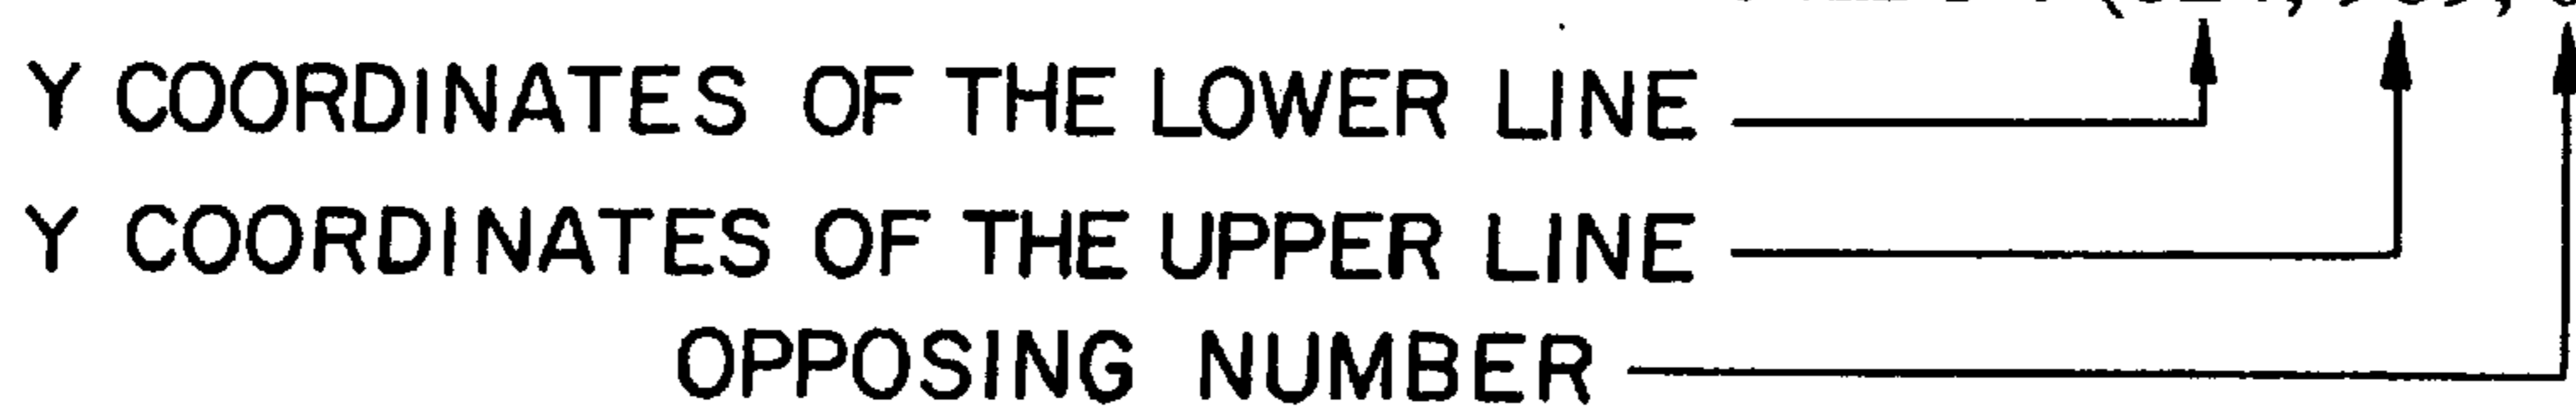 Y COORDINATES OF THE LOWER LINE
Y COORDINATES OF THE UPPER LINE
OPPOSING NUMBER